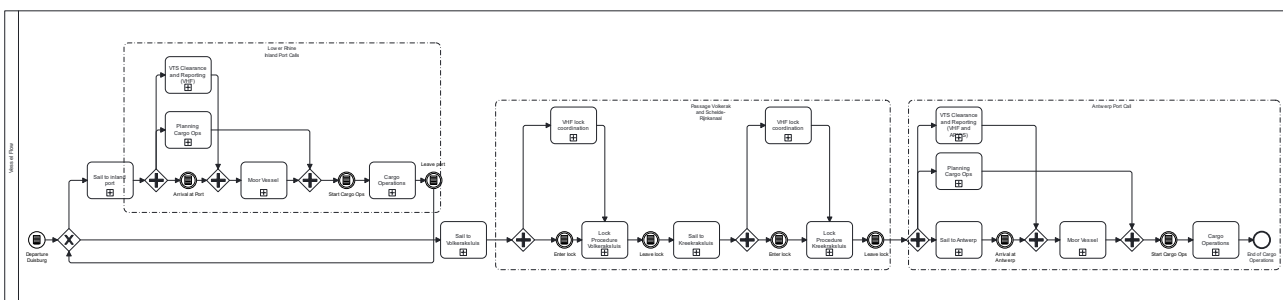 Vessel Flow
Lower Rhine
Inland Port Calls
VTS Clearance
and Reporting
(VHF)
Planning
Cargo Ops
Sail to inland
port
Arrival at Port
Moor Vessel
Start Cargo Ops
Cargo
Operations
Leave port
Departure
Duisburg
Sail to
Volkeraksluis
Passage Volkerak
and Schelde-
Rijnkanaal
VHF lock
coordination
VHF lock
coordination
Enter lock
Lock
Procedure
Volkeraksluis
Leave lock
Sail to
Kreekraksluis
Enter lock
Lock
Procedure
Kreekraksluis
Leave lock
Antwerp Port Call
VTS Clearance
and Reporting
(VHF and
Planning
Cargo Ops
Sail to Antwerp
Arrival at
Antwerp
Moor Vessel
Start Cargo Ops
Cargo
Operations
End of Cargo
Operations